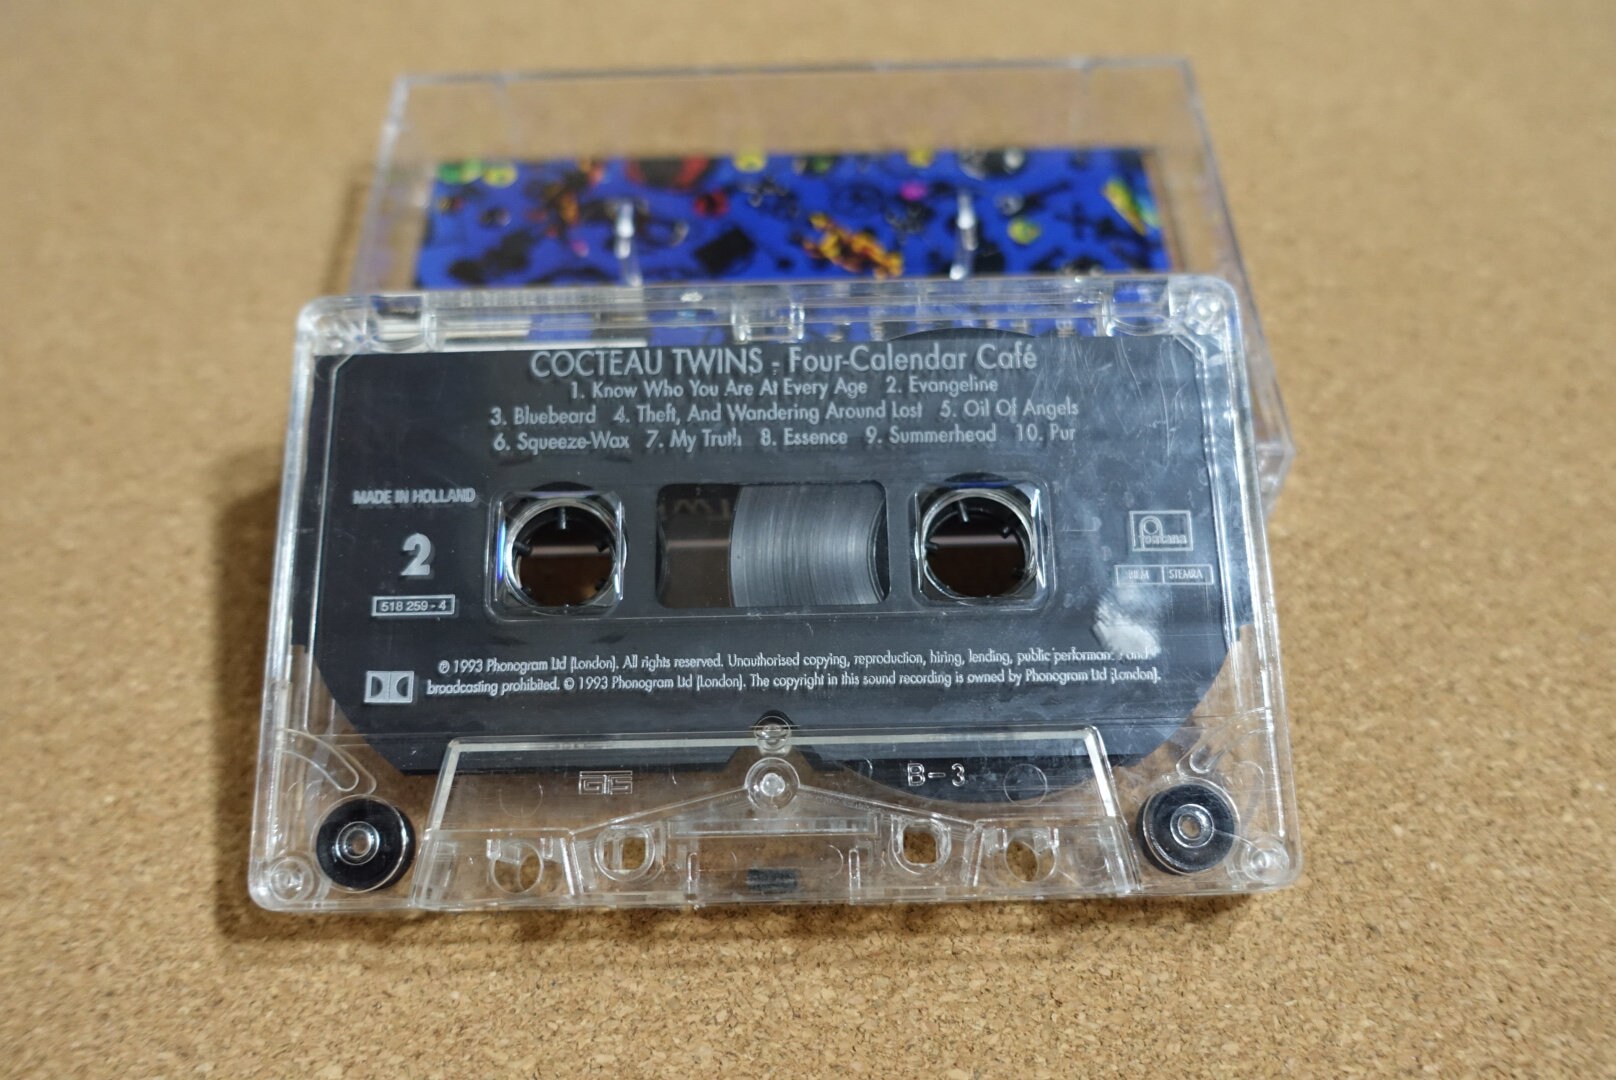 COCTEAU TWINS - Four-Calendar Café
1. Know Who You Are At Every Age 2. Evangeline
3. Bluebeard 4. Theft, And Wandering Around Lost 5. Oil Of Angels
6. Squeeze-Wax 7. My Truth 8. Essence 9. Summerhead 10. Pur
MADE IN HOLLAND
2
518 259 - 4
fontana
BIEM STEMRA
℗ 1993 Phonogram Ltd (London). All rights reserved. Unauthorised copying, reproduction, hiring, lending, public performance and
broadcasting prohibited. © 1993 Phonogram Ltd (London). The copyright in this sound recording is owned by Phonogram Ltd (London).
B-3